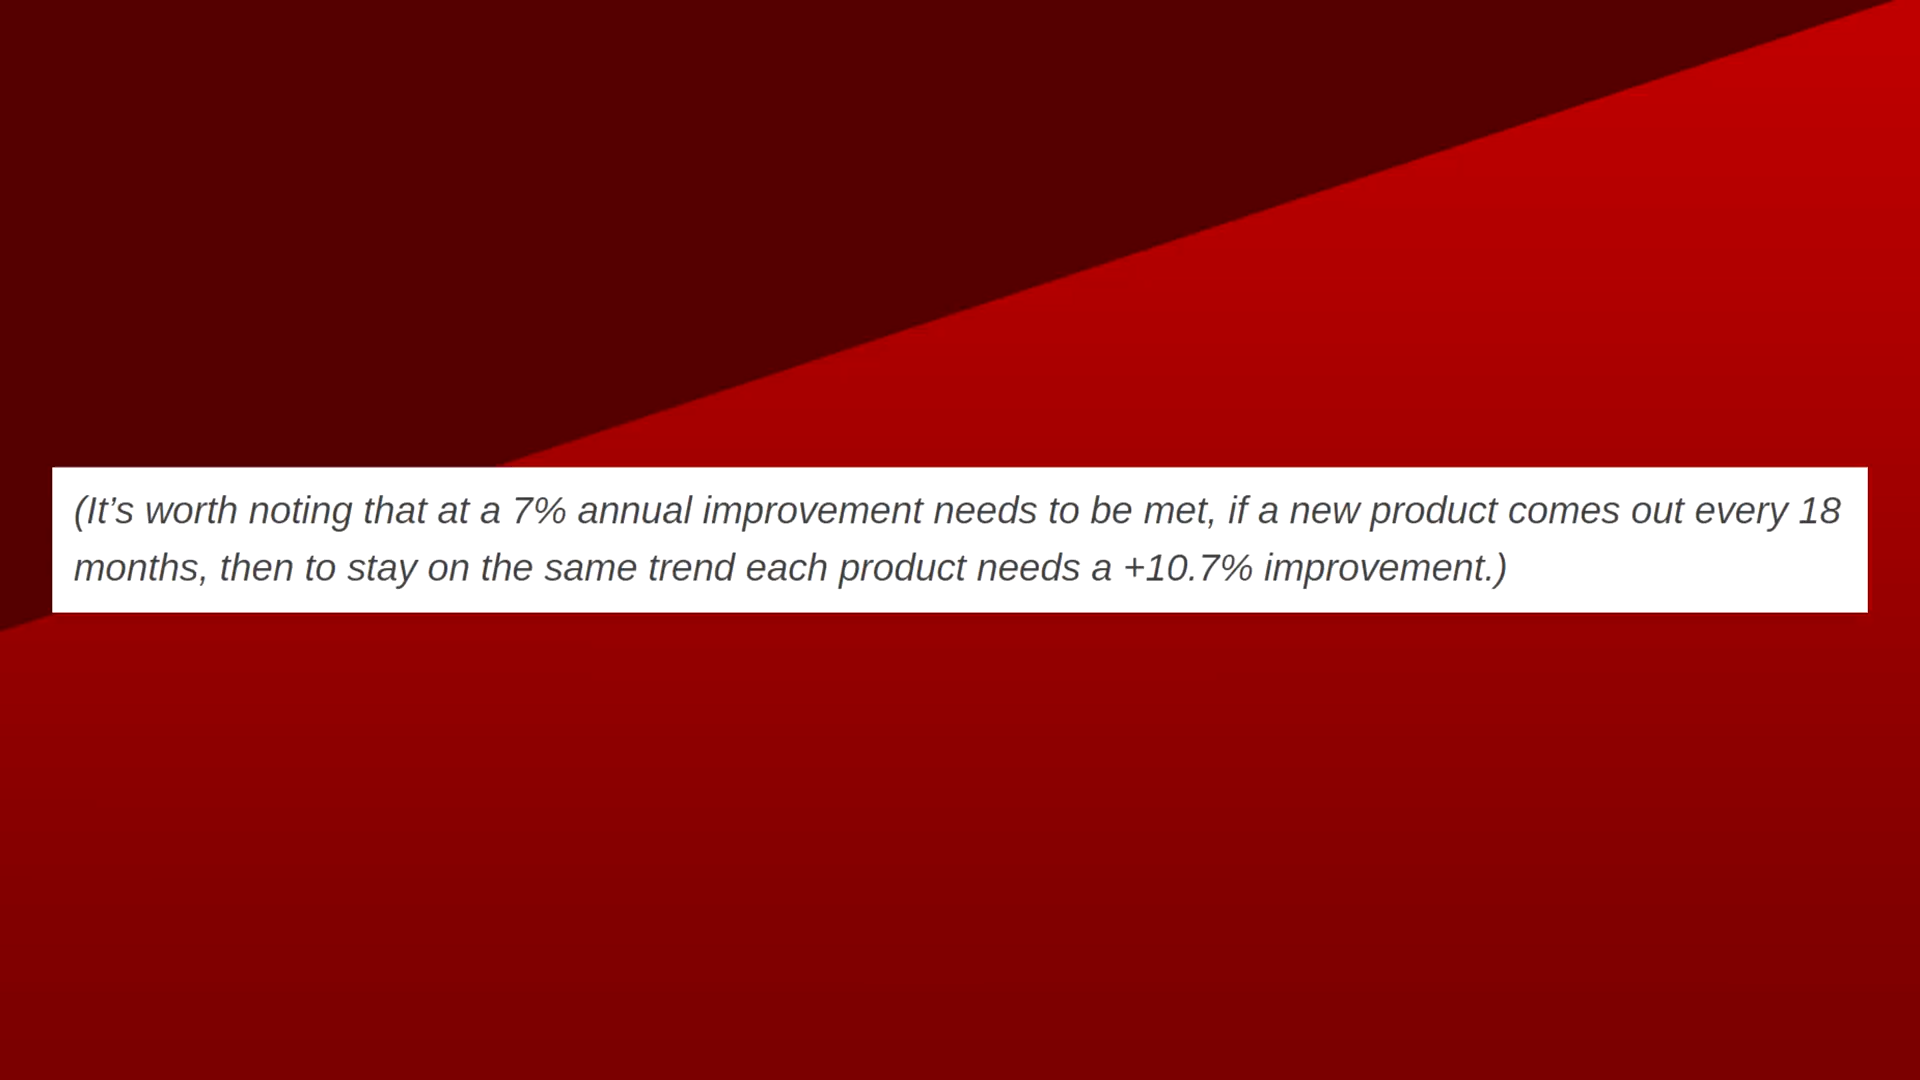 (It’s worth noting that at a 7% annual improvement needs to be met, if a new product comes out every 18
months, then to stay on the same trend each product needs a +10.7% improvement.)